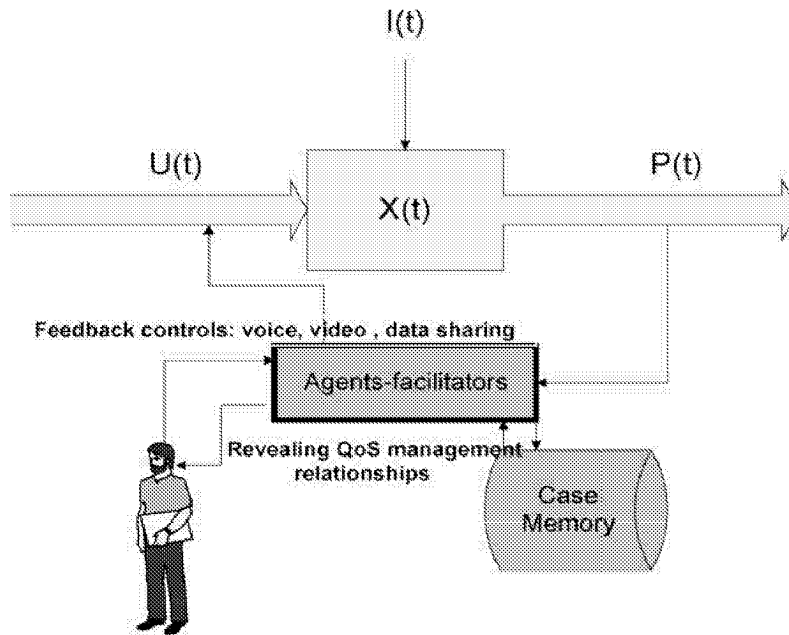 I(t)
U(t)
P(t)
X(t)
Feedback controls: voice, video , data sharing
Agents-facilitators
Revealing QoS management
relationships
Case
Memory